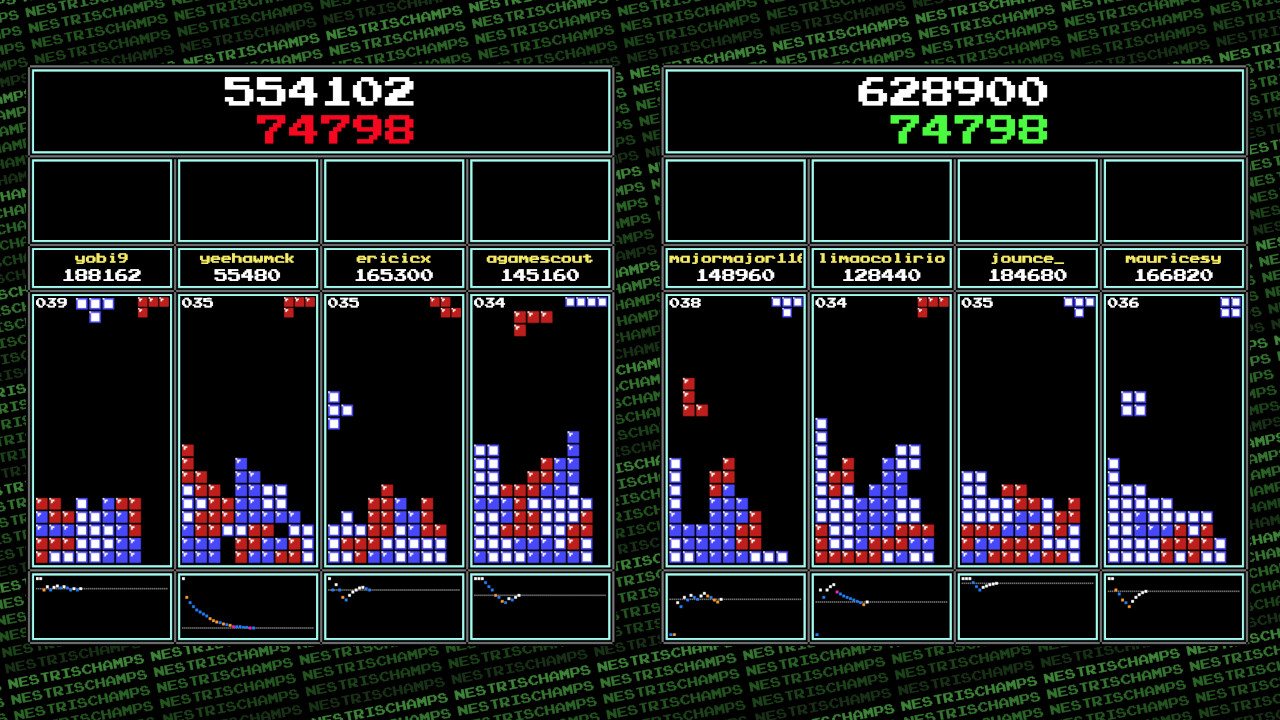 554102
74798
628900
74798
yobi9
188162
yeehawmck
55480
ericicx
165300
agamescout
145160
majormajor116
148960
limaocolirio
128440
jounce_
184680
mauricesy
166820
039
035
035
034
038
034
035
036
NESTRISCHAMPS